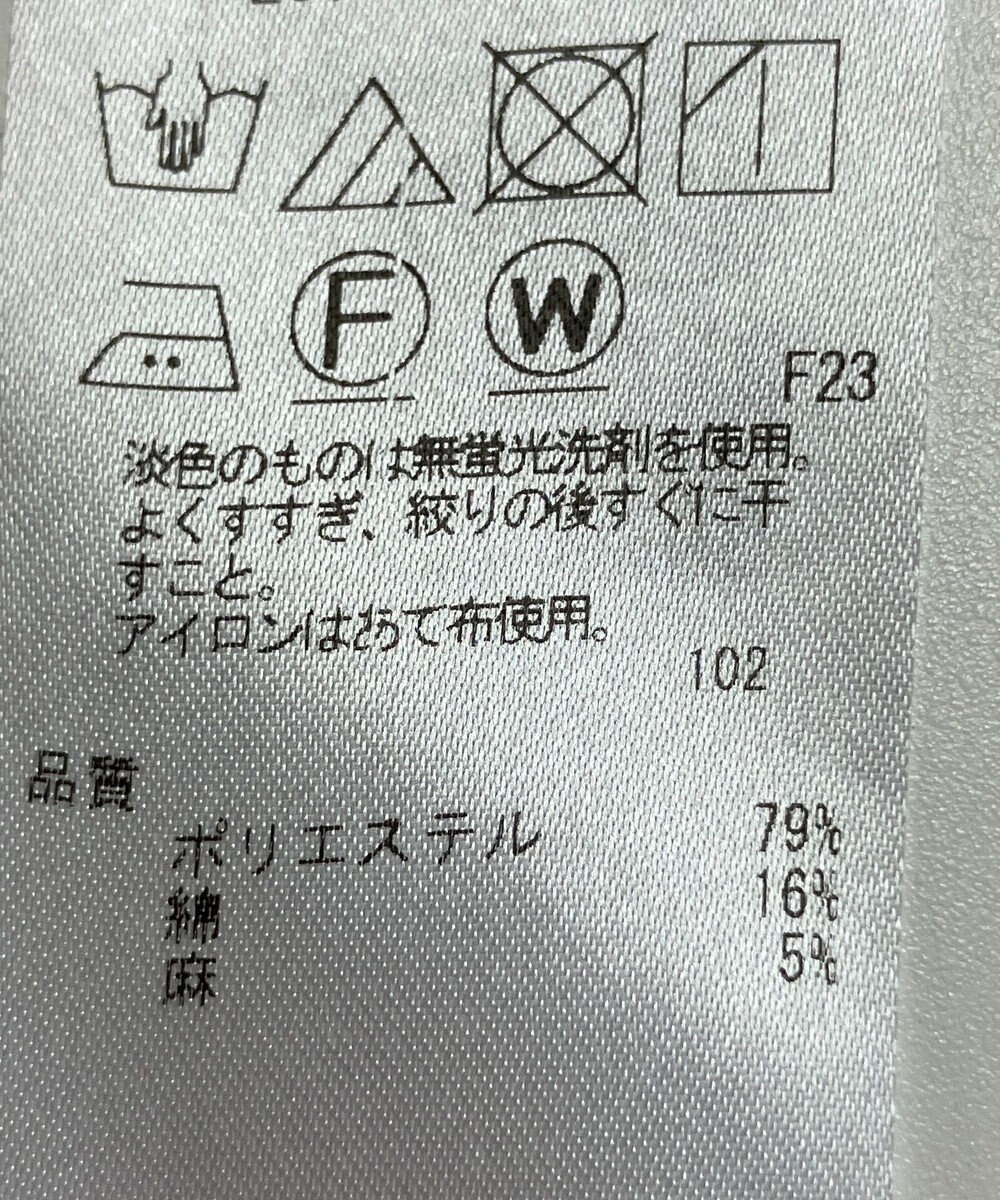 F
W
F23
淡色のものは無蛍光洗剤を使用。
よくすすぎ、絞りの後すぐに干
すこと。
アイロンはあて布使用。
102
品質
ポリエステル 79%
綿 16%
麻 5%